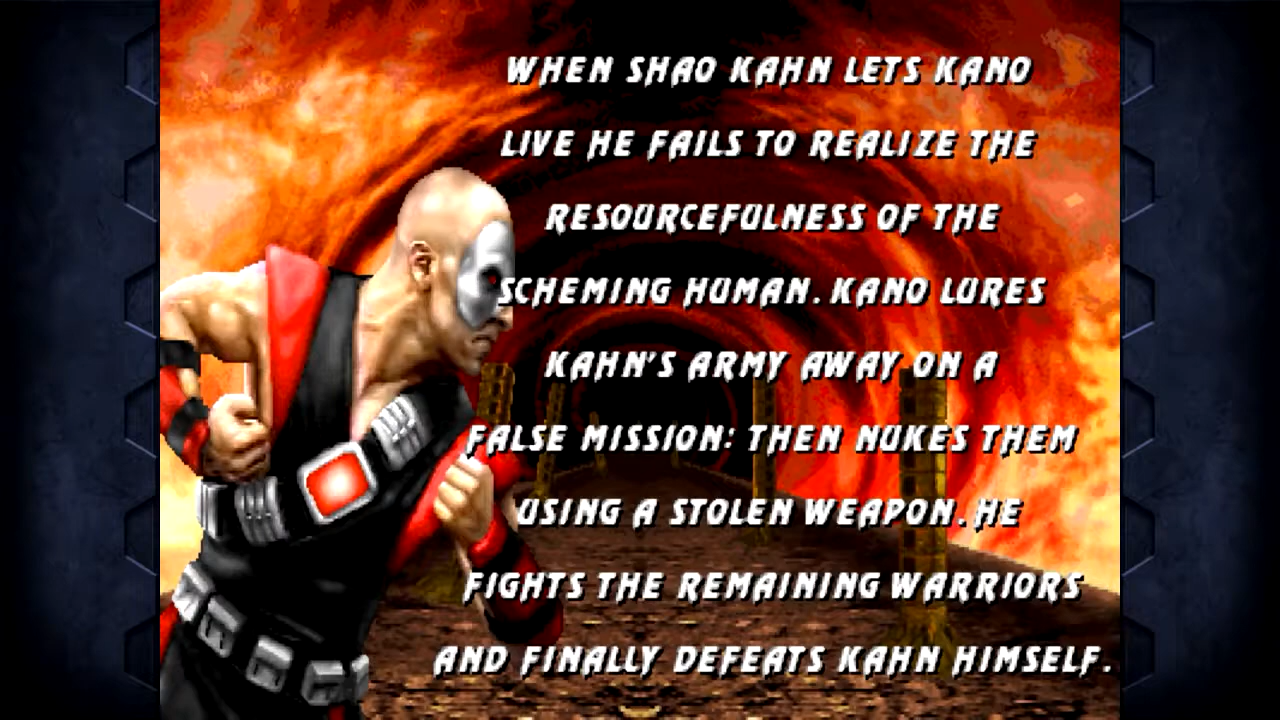 WHEN SHAO KAHN LETS KANO
LIVE HE FAILS TO REALIZE THE
RESOURCEFULNESS OF THE
SCHEMING HUMAN. KANO LURES
KAHN'S ARMY AWAY ON A
FALSE MISSION: THEN NUKES THEM
USING A STOLEN WEAPON. HE
FIGHTS THE REMAINING WARRIORS
AND FINALLY DEFEATS KAHN HIMSELF.